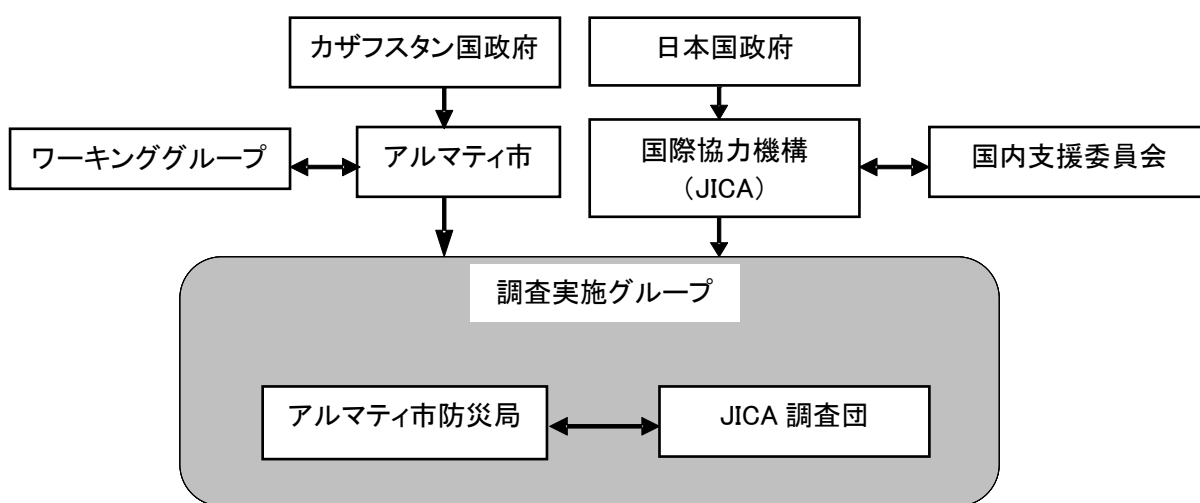 カザフスタン国政府
日本国政府
ワーキンググループ
アルマティ市
国際協力機構
（JICA）
国内支援委員会
調査実施グループ
アルマティ市防災局
JICA 調査団